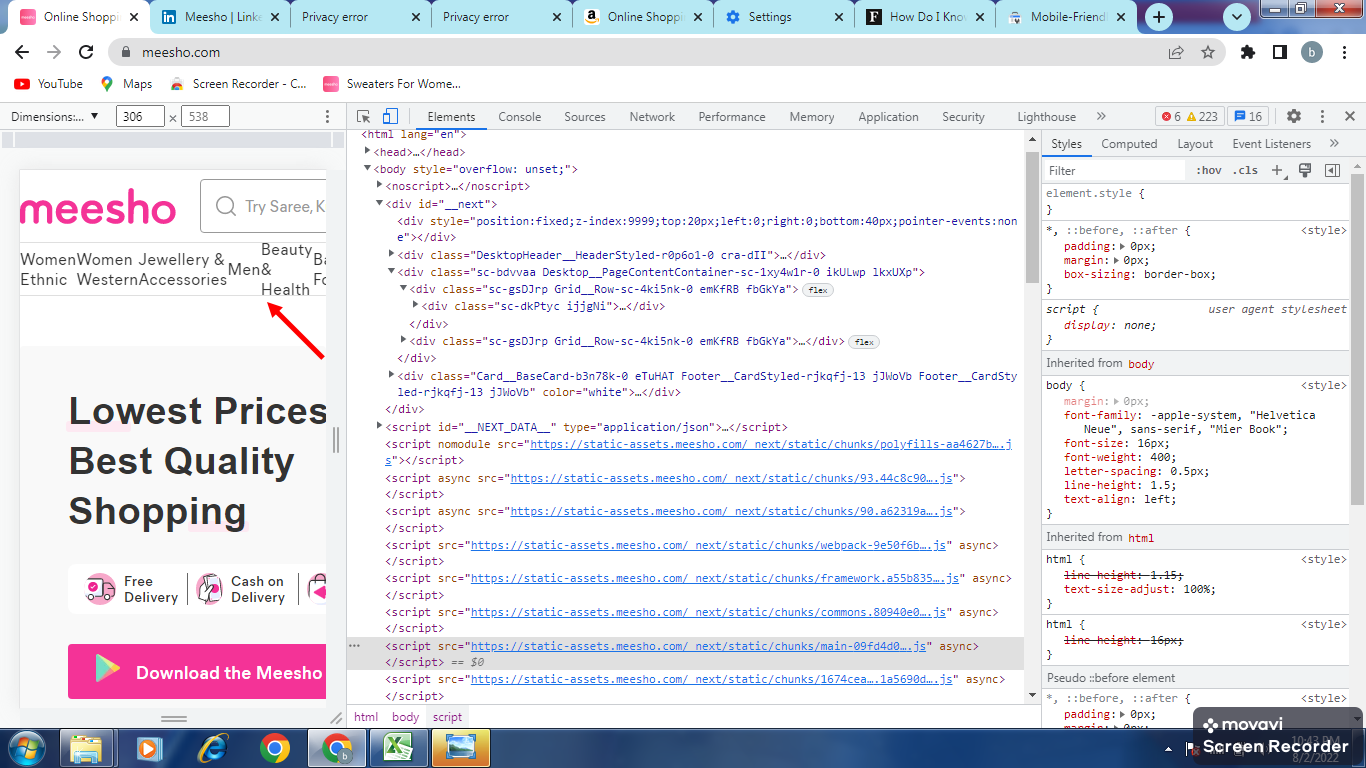 Online Shopping
Meesho | Linke
Privacy error
Privacy error
Online Shoppi
Settings
How Do I Know
Mobile-Friendl
meesho.com
b
YouTube
Maps
Screen Recorder - C...
Sweaters For Wome...
Dimensions:...
306
x
538
Elements
Console
Sources
Network
Performance
Memory
Application
Security
Lighthouse
6
223
16
meesho
Try Saree, K
Women Ethnic
Women Western
Jewellery & Accessories
Men
Beauty & Health
Ba
Fo
Lowest Prices
Best Quality
Shopping
Free Delivery
Cash on Delivery
Download the Meesho
<html lang="en">
<head>…</head>
<body style="overflow: unset;">
<noscript>…</noscript>
<div id="__next">
<div style="position:fixed;z-index:9999;top:20px;left:0;right:0;bottom:40px;pointer-events:non
e"></div>
<div class="DesktopHeader__HeaderStyled-r0p6o1-0 cra-dII">…</div>
<div class="sc-bdvvaa Desktop__PageContentContainer-sc-1xy4w1r-0 ikULwp lkxUXp">
<div class="sc-gsDJrp Grid__Row-sc-4ki5nk-0 emKfRB fbGkYa"> flex
<div class="sc-dkPtyc ijjgNi">…</div>
</div>
<div class="sc-gsDJrp Grid__Row-sc-4ki5nk-0 emKfRB fbGkYa">…</div> flex
</div>
<div class="Card__BaseCard-b3n78k-0 eTuHAT Footer__CardStyled-rjkqfj-13 jJWoVb Footer__CardSty
led-rjkqfj-13 jJWoVb" color="white">…</div>
</div>
<script id="__NEXT_DATA__" type="application/json">…</script>
<script nomodule src="https://static-assets.meesho.com/_next/static/chunks/polyfills-aa4627b….j
s"></script>
<script async src="https://static-assets.meesho.com/_next/static/chunks/93.44c8c90….js">
</script>
<script async src="https://static-assets.meesho.com/_next/static/chunks/90.a62319a….js">
</script>
<script src="https://static-assets.meesho.com/_next/static/chunks/webpack-9e50f6b….js" async>
</script>
<script src="https://static-assets.meesho.com/_next/static/chunks/framework.a55b835….js" async>
</script>
<script src="https://static-assets.meesho.com/_next/static/chunks/commons.80940e0….js" async>
</script>
<script src="https://static-assets.meesho.com/_next/static/chunks/main-09fd4d0….js" async>
</script> == $0
<script src="https://static-assets.meesho.com/_next/static/chunks/1674cea….1a5690d….js" async>
</script>
html body script
Styles
Computed
Layout
Event Listeners
Filter
:hov .cls
element.style {
}
*, ::before, ::after { <style>
padding: 0px;
margin: 0px;
box-sizing: border-box;
}
script { user agent stylesheet
display: none;
}
Inherited from body
body { <style>
margin: 0px;
font-family: -apple-system, "Helvetica
Neue", sans-serif, "Mier Book";
font-size: 16px;
font-weight: 400;
letter-spacing: 0.5px;
line-height: 1.5;
text-align: left;
}
Inherited from html
html { <style>
line-height: 1.15;
text-size-adjust: 100%;
}
html { <style>
line-height: 16px;
}
Pseudo ::before element
*, ::before, ::after { <style>
padding: 0px;
margin: 0px;
movavi
Screen Recorder
10:43 PM
8/2/2022